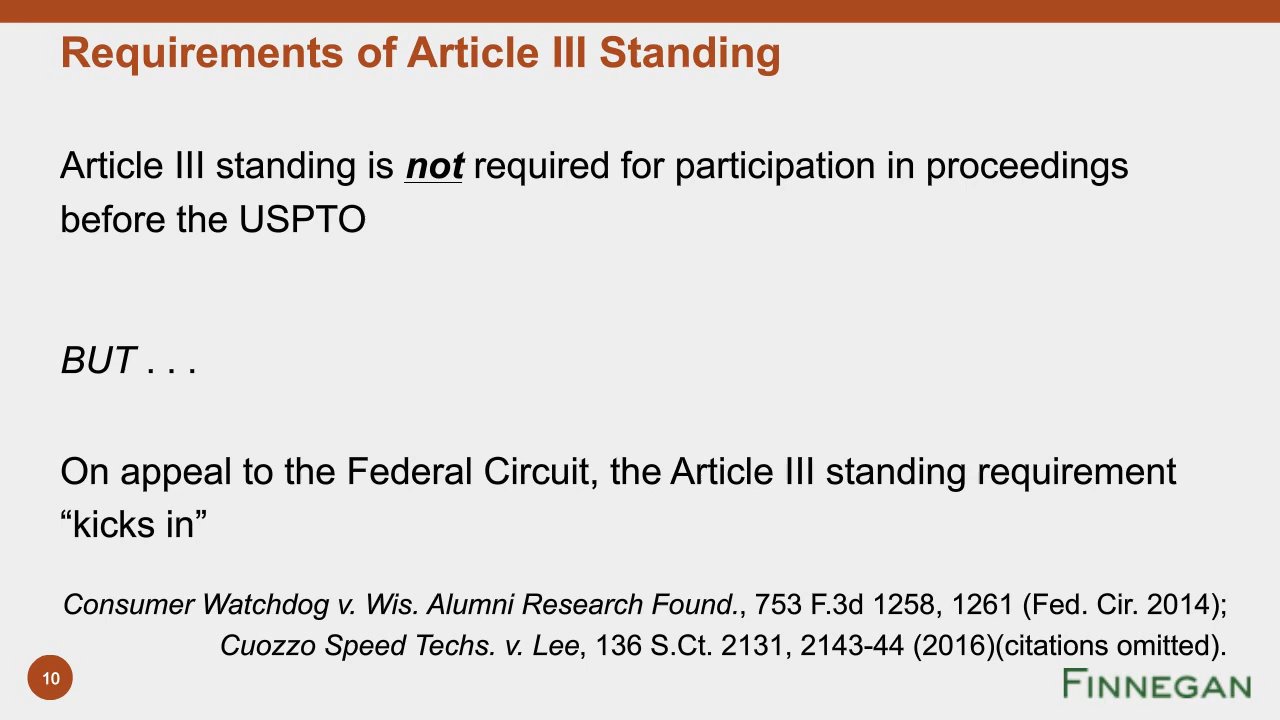 Requirements of Article III Standing
Article III standing is not required for participation in proceedings
before the USPTO
BUT . . .
On appeal to the Federal Circuit, the Article III standing requirement
“kicks in”
Consumer Watchdog v. Wis. Alumni Research Found., 753 F.3d 1258, 1261 (Fed. Cir. 2014);
Cuozzo Speed Techs. v. Lee, 136 S.Ct. 2131, 2143-44 (2016)(citations omitted).
10
FINNEGAN